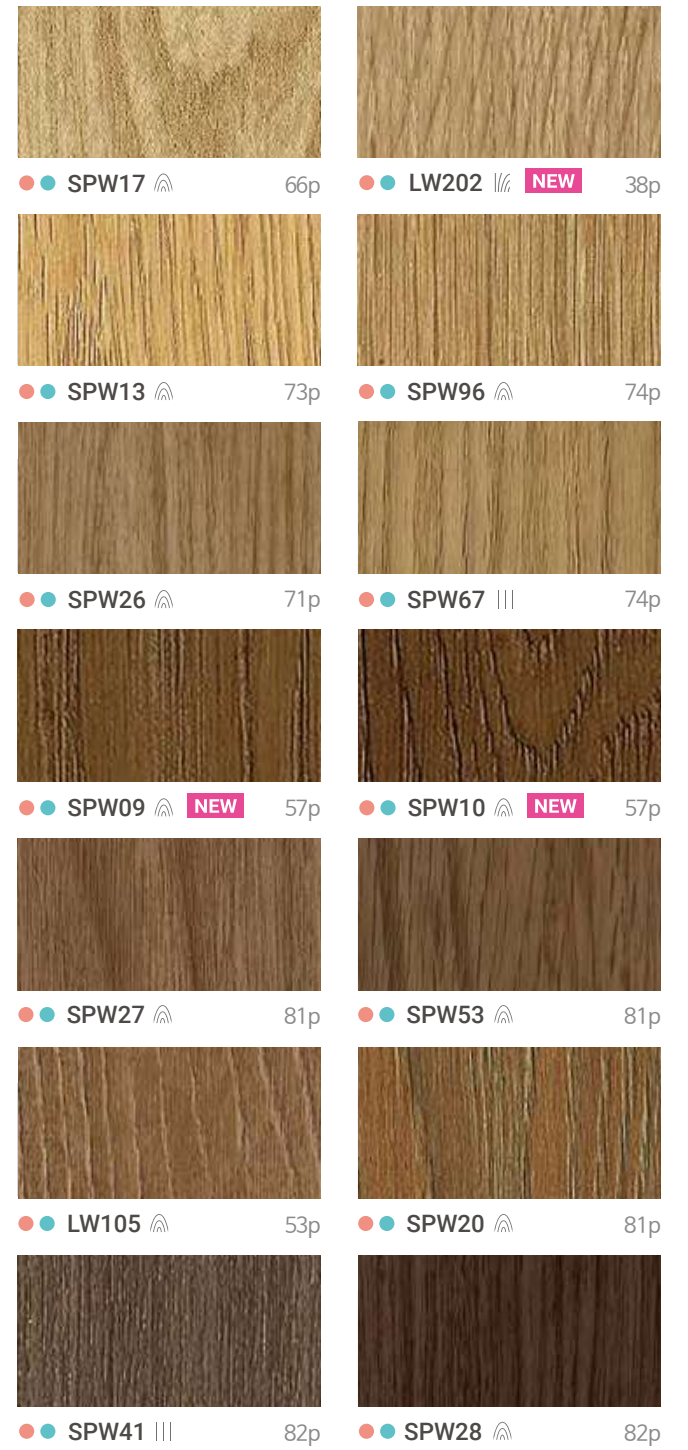 SPW17 66p
LW202 NEW 38p
SPW13 73p
SPW96 74p
SPW26 71p
SPW67 74p
SPW09 NEW 57p
SPW10 NEW 57p
SPW27 81p
SPW53 81p
LW105 53p
SPW20 81p
SPW41 82p
SPW28 82p